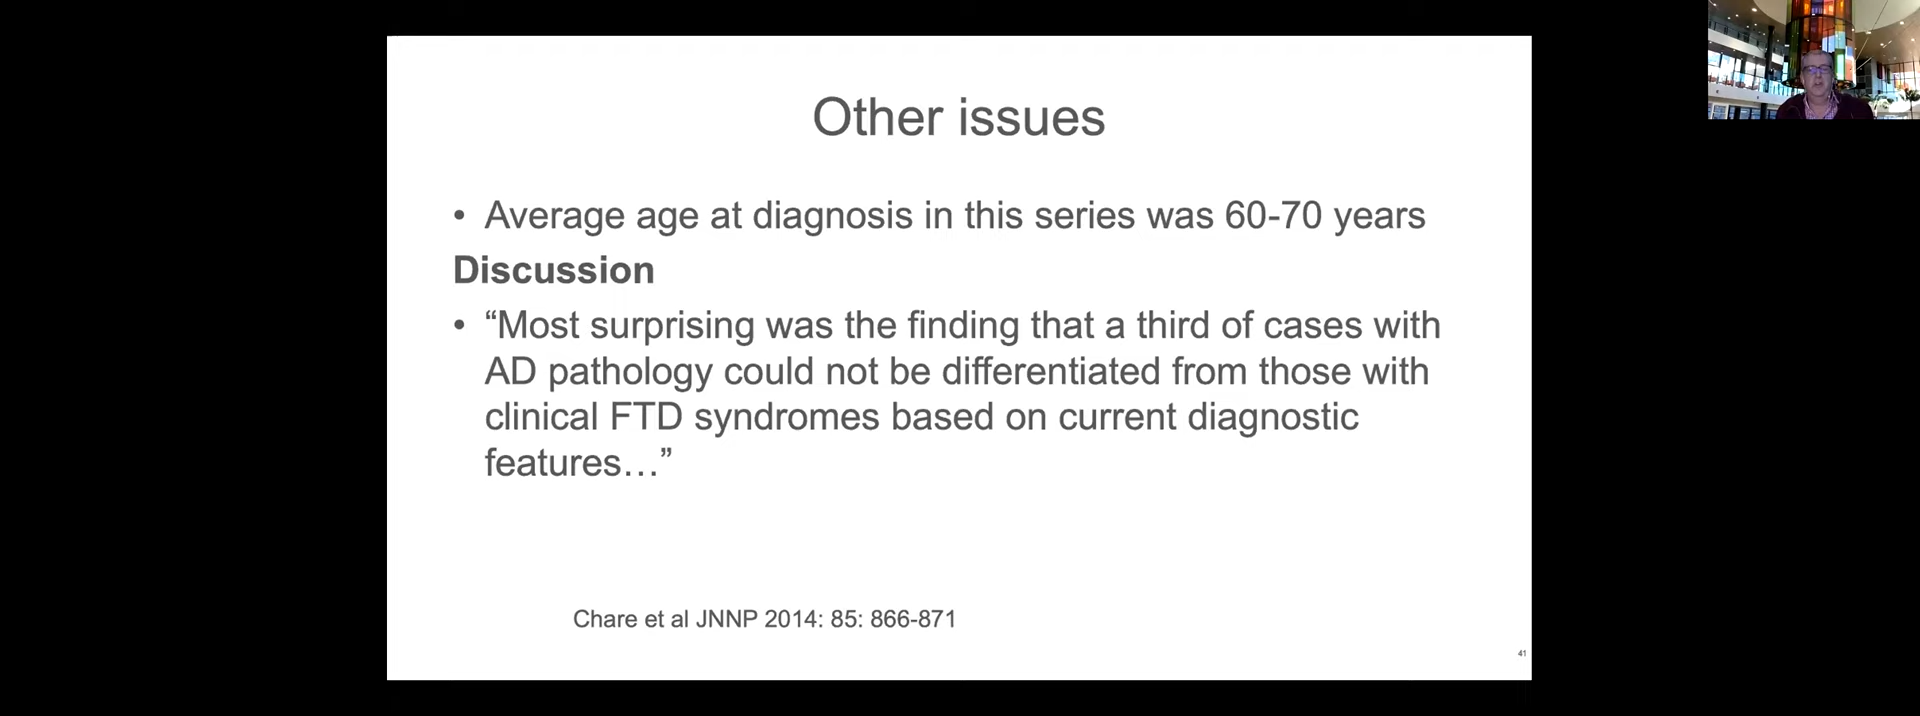 Other issues
• Average age at diagnosis in this series was 60-70 years
Discussion
• “Most surprising was the finding that a third of cases with
AD pathology could not be differentiated from those with
clinical FTD syndromes based on current diagnostic
features…”
Chare et al JNNP 2014: 85: 866-871
41